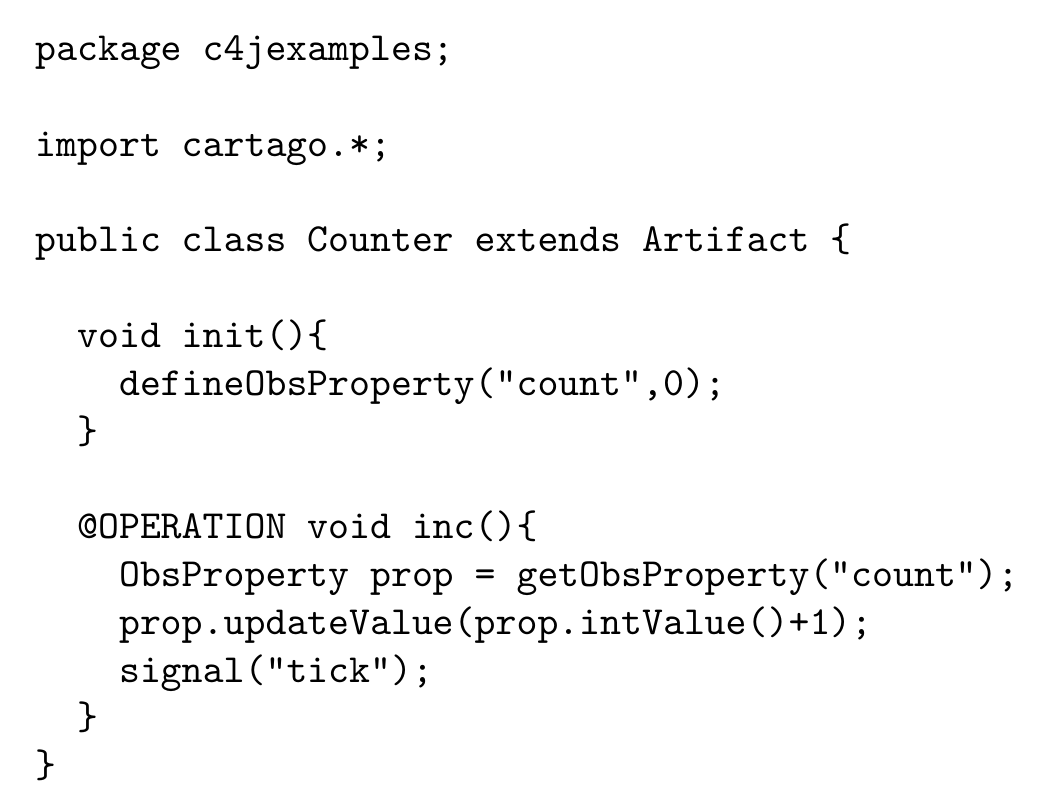 package c4jexamples;

import cartago.*;

public class Counter extends Artifact {

  void init(){
    defineObsProperty("count",0);
  }

  @OPERATION void inc(){
    ObsProperty prop = getObsProperty("count");
    prop.updateValue(prop.intValue()+1);
    signal("tick");
  }
}